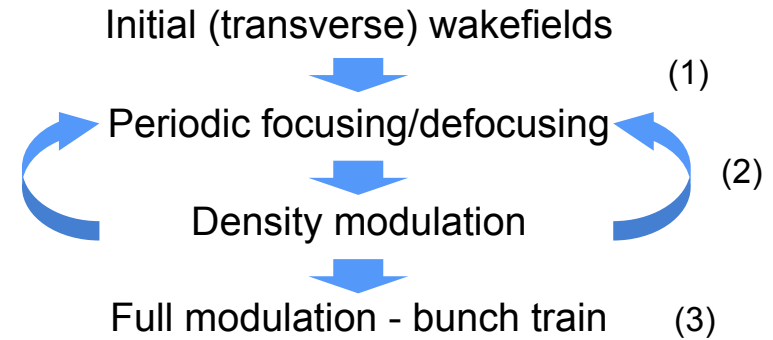 Initial (transverse) wakefields
(1)
Periodic focusing/defocusing
(2)
Density modulation
Full modulation - bunch train (3)